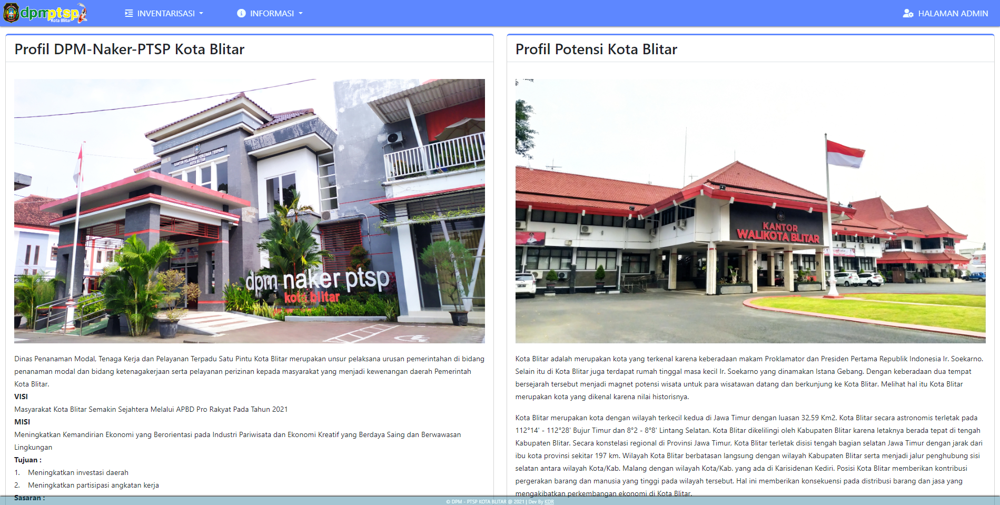 dpmptsp
Kota Blitar
INVENTARISASI
INFORMASI
HALAMAN ADMIN
Profil DPM-Naker-PTSP Kota Blitar
KANTOR PELAYANAN PERIZINAN TERPADU
KOTA BLITAR
dpm naker ptsp
kota blitar
Dinas Penanaman Modal, Tenaga Kerja dan Pelayanan Terpadu Satu Pintu Kota Blitar merupakan unsur pelaksana urusan pemerintahan di bidang
penanaman modal dan bidang ketenagakerjaan serta pelayanan perizinan kepada masyarakat yang menjadi kewenangan daerah Pemerintah
Kota Blitar.
VISI
Masyarakat Kota Blitar Semakin Sejahtera Melalui APBD Pro Rakyat Pada Tahun 2021
MISI
Meningkatkan Kemandirian Ekonomi yang Berorientasi pada Industri Pariwisata dan Ekonomi Kreatif yang Berdaya Saing dan Berwawasan
Lingkungan
Tujuan :
1. Meningkatkan investasi daerah
2. Meningkatkan partisipasi angkatan kerja
Sasaran :
Profil Potensi Kota Blitar
KANTOR
WALIKOTA BLITAR
Kota Blitar adalah merupakan kota yang terkenal karena keberadaan makam Proklamator dan Presiden Pertama Republik Indonesia Ir. Soekarno.
Selain itu di Kota Blitar juga terdapat rumah tinggal masa kecil Ir. Soekarno yang dinamakan Istana Gebang. Dengan keberadaan dua tempat
bersejarah tersebut menjadi magnet potensi wisata untuk para wisatawan datang dan berkunjung ke Kota Blitar. Melihat hal itu Kota Blitar
merupakan kota yang dikenal karena nilai historisnya.
Kota Blitar merupakan kota dengan wilayah terkecil kedua di Jawa Timur dengan luasan 32,59 Km2. Kota Blitar secara astronomis terletak pada
112°14' - 112°28' Bujur Timur dan 8°2 - 8°8' Lintang Selatan. Kota Blitar dikelilingi oleh Kabupaten Blitar karena letaknya berada tepat di tengah
Kabupaten Blitar. Secara konstelasi regional di Provinsi Jawa Timur, Kota Blitar terletak disisi tengah bagian selatan Jawa Timur dengan jarak dari
ibu kota provinsi sekitar 197 km. Wilayah Kota Blitar berbatasan langsung dengan wilayah Kabupaten Blitar serta menjadi jalur penghubung sisi
selatan antara wilayah Kota/Kab. Malang dengan wilayah Kota/Kab. yang ada di Karisidenan Kediri. Posisi Kota Blitar memberikan kontribusi
pergerakan barang dan manusia yang tinggi pada wilayah tersebut. Hal ini memberikan konsekuensi pada distribusi barang dan jasa yang
mengakibatkan perkembangan ekonomi di Kota Blitar.
© DPM - PTSP KOTA BLITAR @ 2021 | Dev By KDR